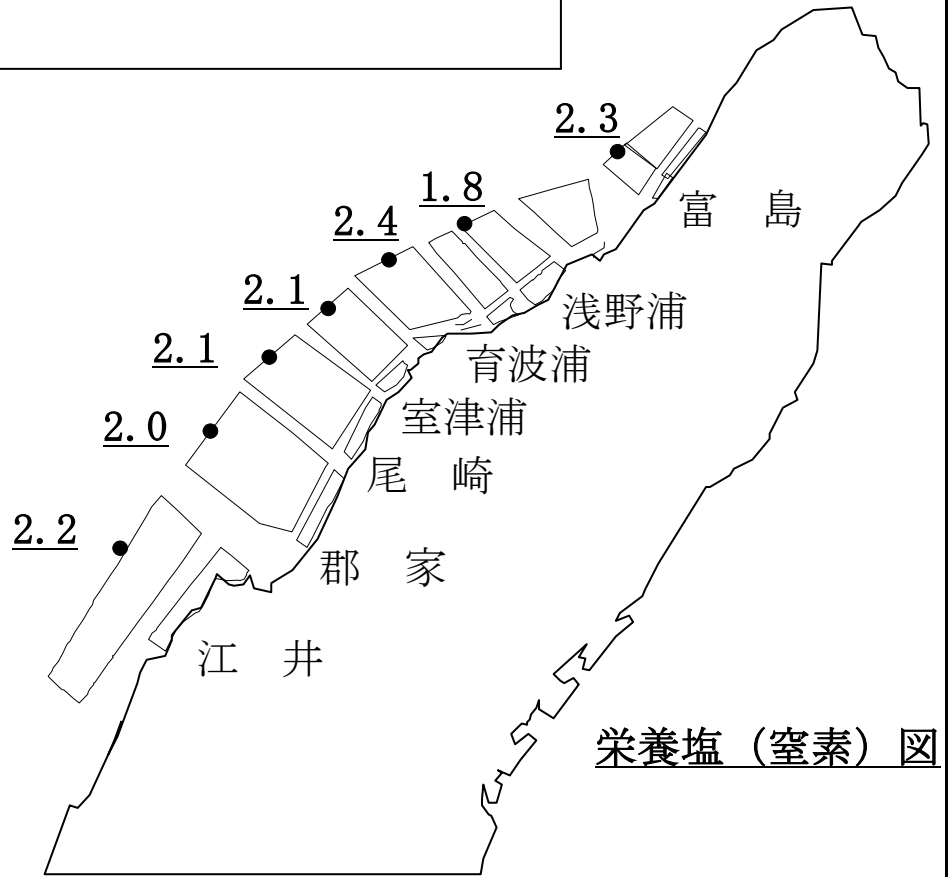 2.3
1.8
富 島
2.4
2.1
浅野浦
2.1
育波浦
2.0
室津浦
尾 崎
2.2
郡 家
江 井
栄養塩（窒素）図